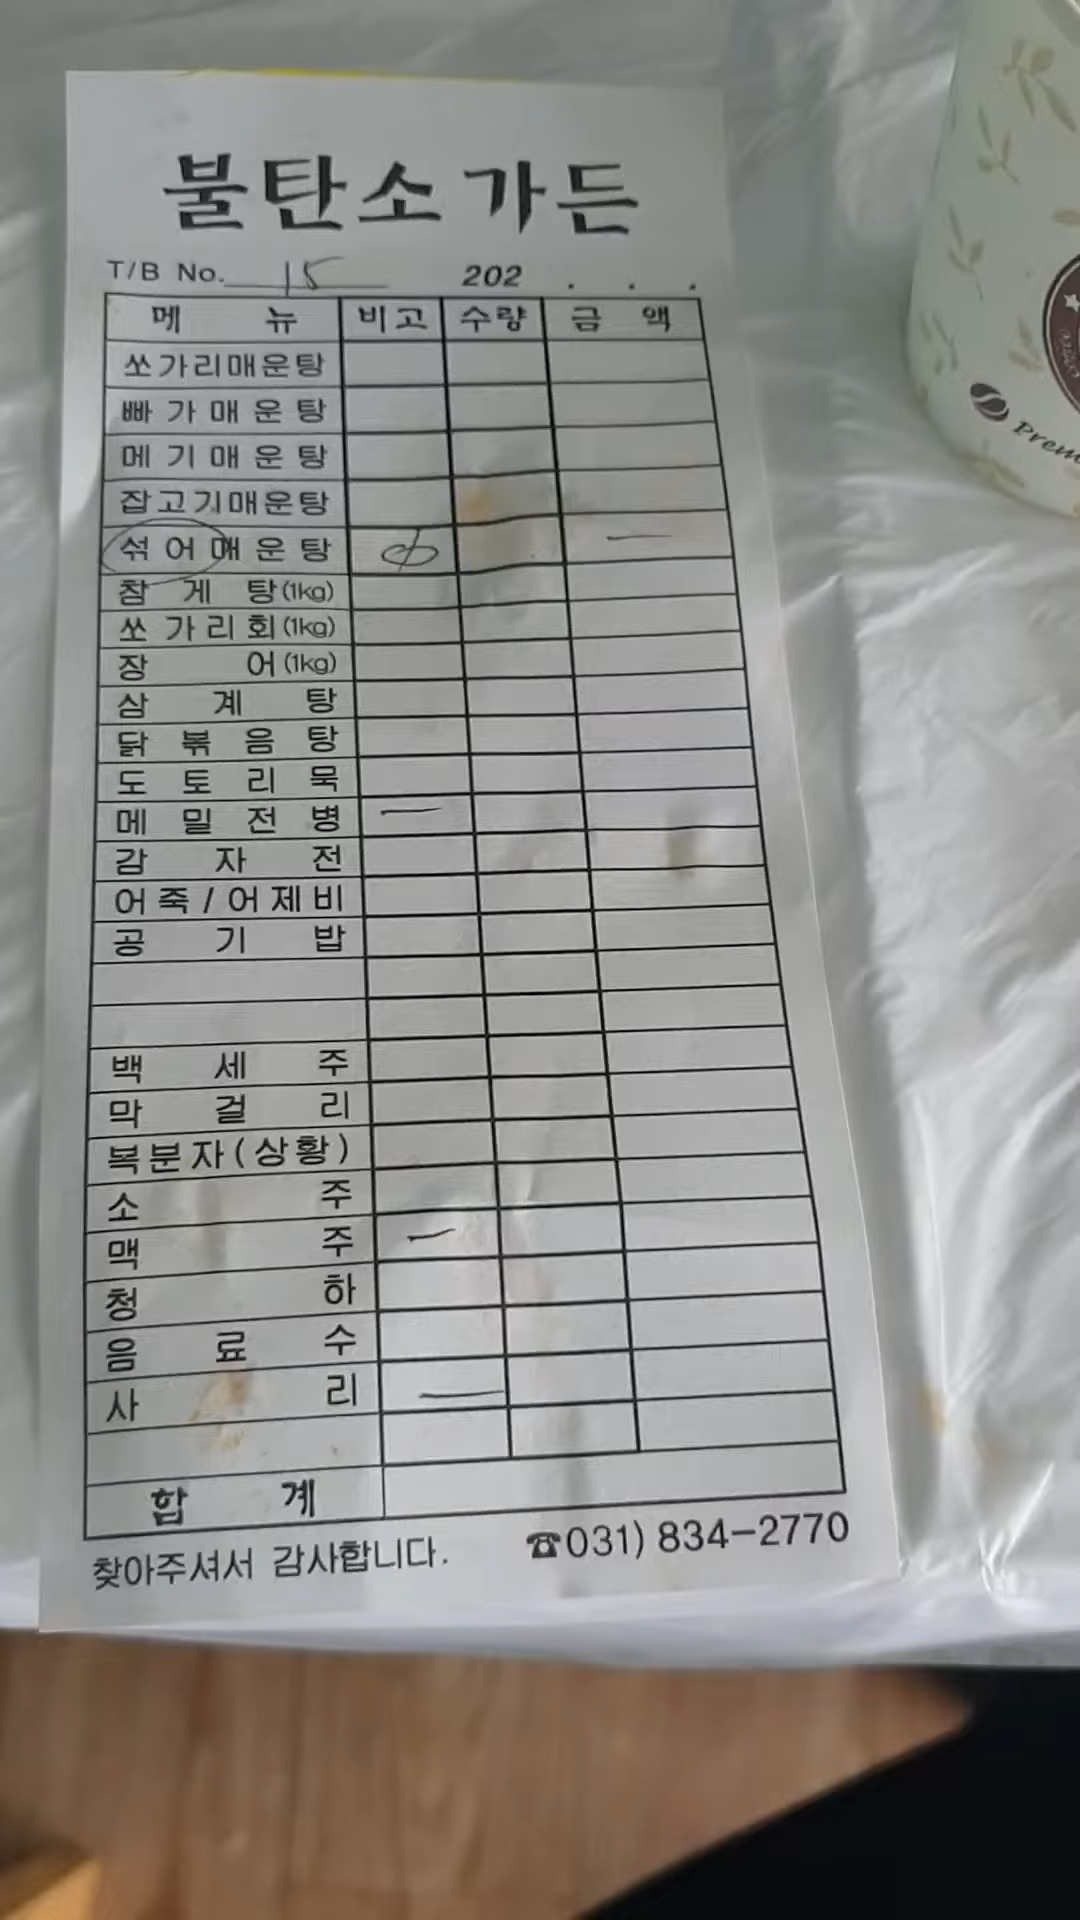 불탄소가든
T/B No. 15 202 . . .
메 뉴 비고 수량 금 액
쏘가리매운탕
빠가매운탕
메기매운탕
잡고기매운탕
섞어매운탕 中 一
참 게 탕(1kg)
쏘가리회(1kg)
장 어(1kg)
삼 계 탕
닭볶음탕
도토리묵
메밀전병 一
감 자 전
어죽/어제비
공 기 밥
백 세 주
막 걸 리
복분자(상황)
소 주
맥 주 一
청 하
음 료 수
사 리 一
합 계
찾아주셔서 감사합니다. ☎031) 834-2770